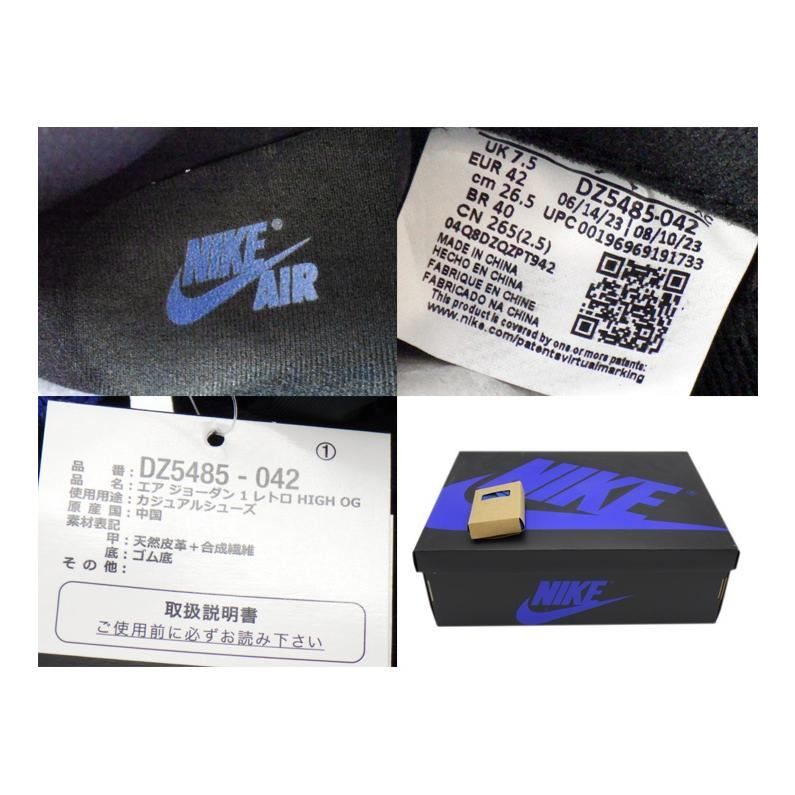 NIKE
AIR
UK 7.5
EUR 42
cm 26.5
BR 40
CN 265(2.5)
04Q8DZQZPT942
DZ5485-042
06/14/23 | 08/10/23
UPC 00196969191733
MADE IN CHINA
HECHO EN CHINA
FABRIQUE EN CHINE
FABRICADO NA CHINA
This product is covered by one or more patents:
www.nike.com/patentsvirtualmarking
①
品 番：DZ5485 - 042
品 名：エア ジョーダン 1 レトロ HIGH OG
使用用途：カジュアルシューズ
原 産 国：中国
素材表記
甲：天然皮革＋合成繊維
底：ゴム底
そ の 他：
取扱説明書
ご使用前に必ずお読み下さい
NIKE
NIKE